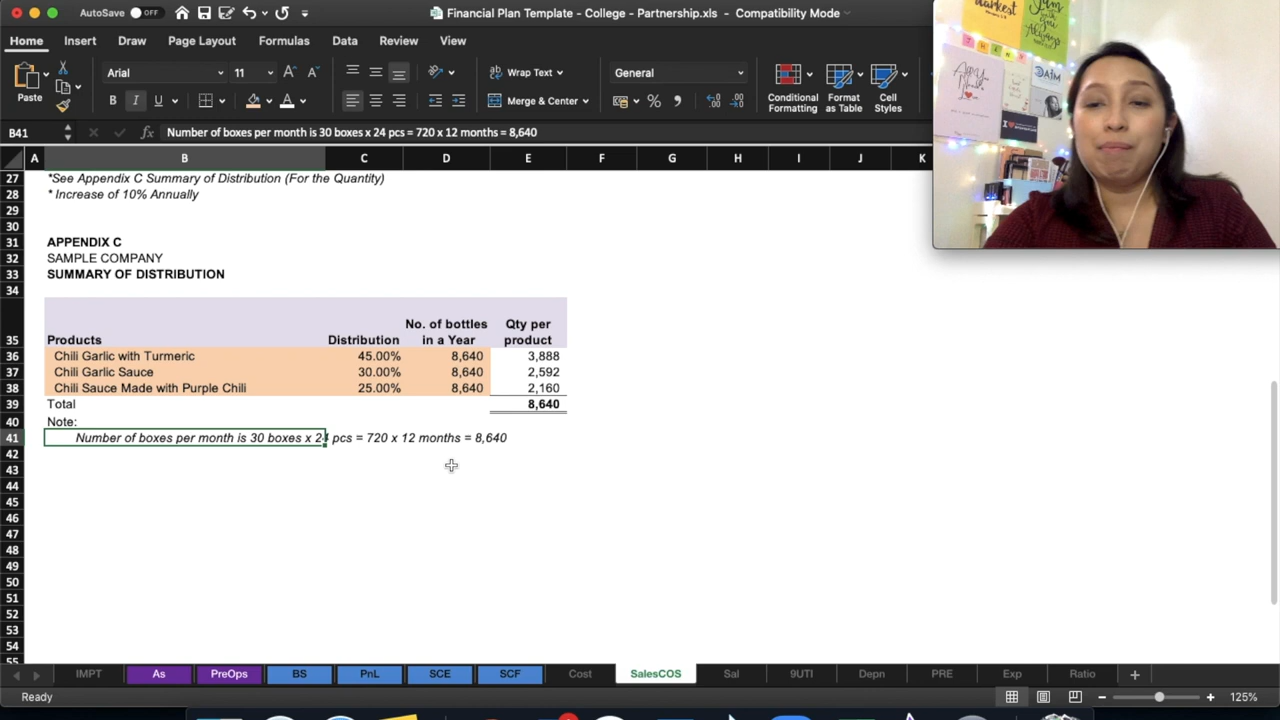 AutoSave OFF
Financial Plan Template - College - Partnership.xls - Compatibility Mode
Home Insert Draw Page Layout Formulas Data Review View
Paste
Arial 11
B I U A
Wrap Text
Merge & Center
General
Conditional Formatting
Format as Table
Cell Styles
B41 fx Number of boxes per month is 30 boxes x 24 pcs = 720 x 12 months = 8,640
A B C D E F G H I J K
27 *See Appendix C Summary of Distribution (For the Quantity)
28 * Increase of 10% Annually
29
30
31 APPENDIX C
32 SAMPLE COMPANY
33 SUMMARY OF DISTRIBUTION
34
35 Products Distribution No. of bottles in a Year Qty per product
36 Chili Garlic with Turmeric 45.00% 8,640 3,888
37 Chili Garlic Sauce 30.00% 8,640 2,592
38 Chili Sauce Made with Purple Chili 25.00% 8,640 2,160
39 Total 8,640
40 Note:
41 Number of boxes per month is 30 boxes x 24 pcs = 720 x 12 months = 8,640
42
43
44
45
46
47
48
49
50
51
52
53
54
55
IMPT As PreOps BS PnL SCE SCF Cost SalesCOS Sal 9UTI Depn PRE Exp Ratio +
Ready
125%